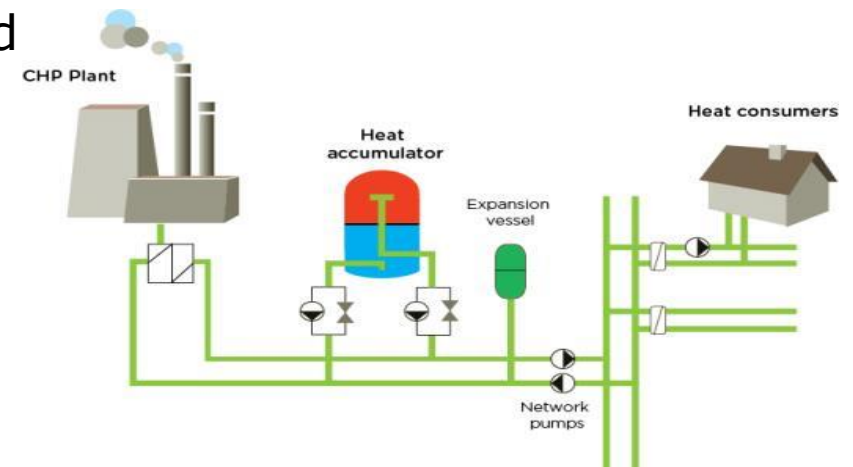 d
CHP Plant
Heat
accumulator
Expansion
vessel
Heat consumers
Network
pumps